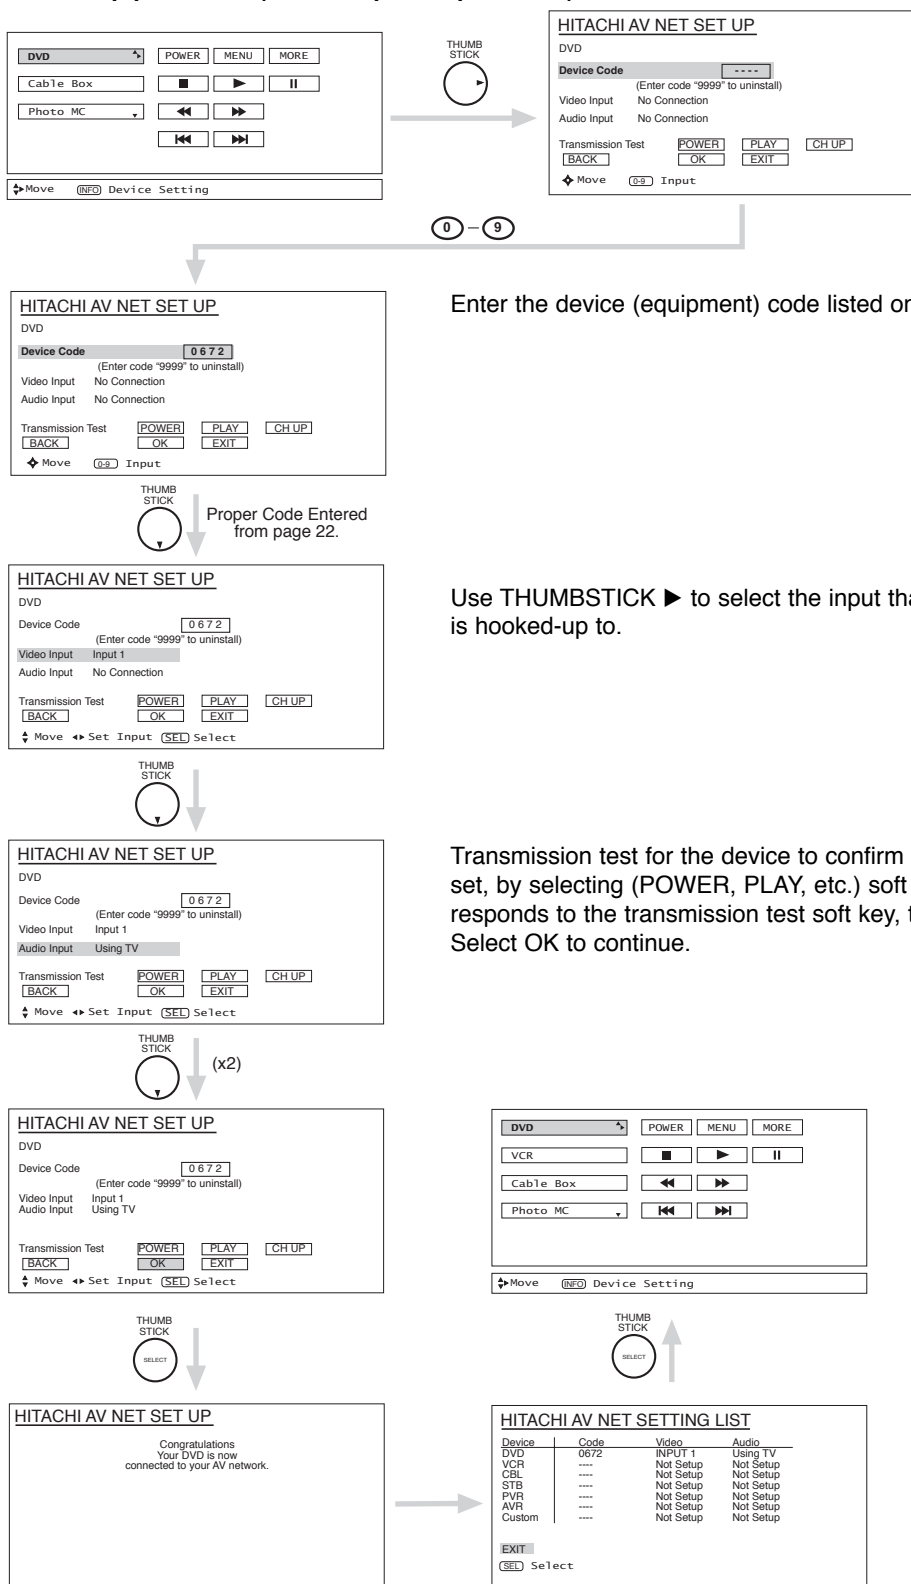 DVD POWER MENU MORE
Cable Box
Photo MC
Move INFO Device Setting
THUMB
STICK
HITACHI AV NET SET UP
DVD
Device Code - - - -
(Enter code “9999” to uninstall)
Video Input No Connection
Audio Input No Connection
Transmission Test POWER PLAY CH UP
BACK OK EXIT
Move 0-9 Input
0 – 9
HITACHI AV NET SET UP
DVD
Device Code 0 6 7 2
(Enter code “9999” to uninstall)
Video Input No Connection
Audio Input No Connection
Transmission Test POWER PLAY CH UP
BACK OK EXIT
Move 0-9 Input
Enter the device (equipment) code listed
THUMB
STICK
Proper Code Entered
from page 22.
HITACHI AV NET SET UP
DVD
Device Code 0 6 7 2
(Enter code “9999” to uninstall)
Video Input Input 1
Audio Input No Connection
Transmission Test POWER PLAY CH UP
BACK OK EXIT
Move Set Input SEL Select
Use THUMBSTICK ▶ to select the input
is hooked-up to.
THUMB
STICK
HITACHI AV NET SET UP
DVD
Device Code 0 6 7 2
(Enter code “9999” to uninstall)
Video Input Input 1
Audio Input Using TV
Transmission Test POWER PLAY CH UP
BACK OK EXIT
Move Set Input SEL Select
Transmission test for the device to confirm
set, by selecting (POWER, PLAY, etc.) soft
responds to the transmission test soft key,
Select OK to continue.
THUMB
STICK
(x2)
HITACHI AV NET SET UP
DVD
Device Code 0 6 7 2
(Enter code “9999” to uninstall)
Video Input Input 1
Audio Input Using TV
Transmission Test POWER PLAY CH UP
BACK OK EXIT
Move Set Input SEL Select
THUMB
STICK
SELECT
HITACHI AV NET SET UP
Congratulations
Your DVD is now
connected to your AV network.
HITACHI AV NET SETTING LIST
Device Code Video Audio
DVD 0672 INPUT 1 Using TV
VCR ---- Not Setup Not Setup
CBL ---- Not Setup Not Setup
STB ---- Not Setup Not Setup
PVR ---- Not Setup Not Setup
AVR ---- Not Setup Not Setup
Custom ---- Not Setup Not Setup
EXIT
SEL Select
THUMB
STICK
SELECT
DVD POWER MENU MORE
VCR
Cable Box
Photo MC
Move INFO Device Setting